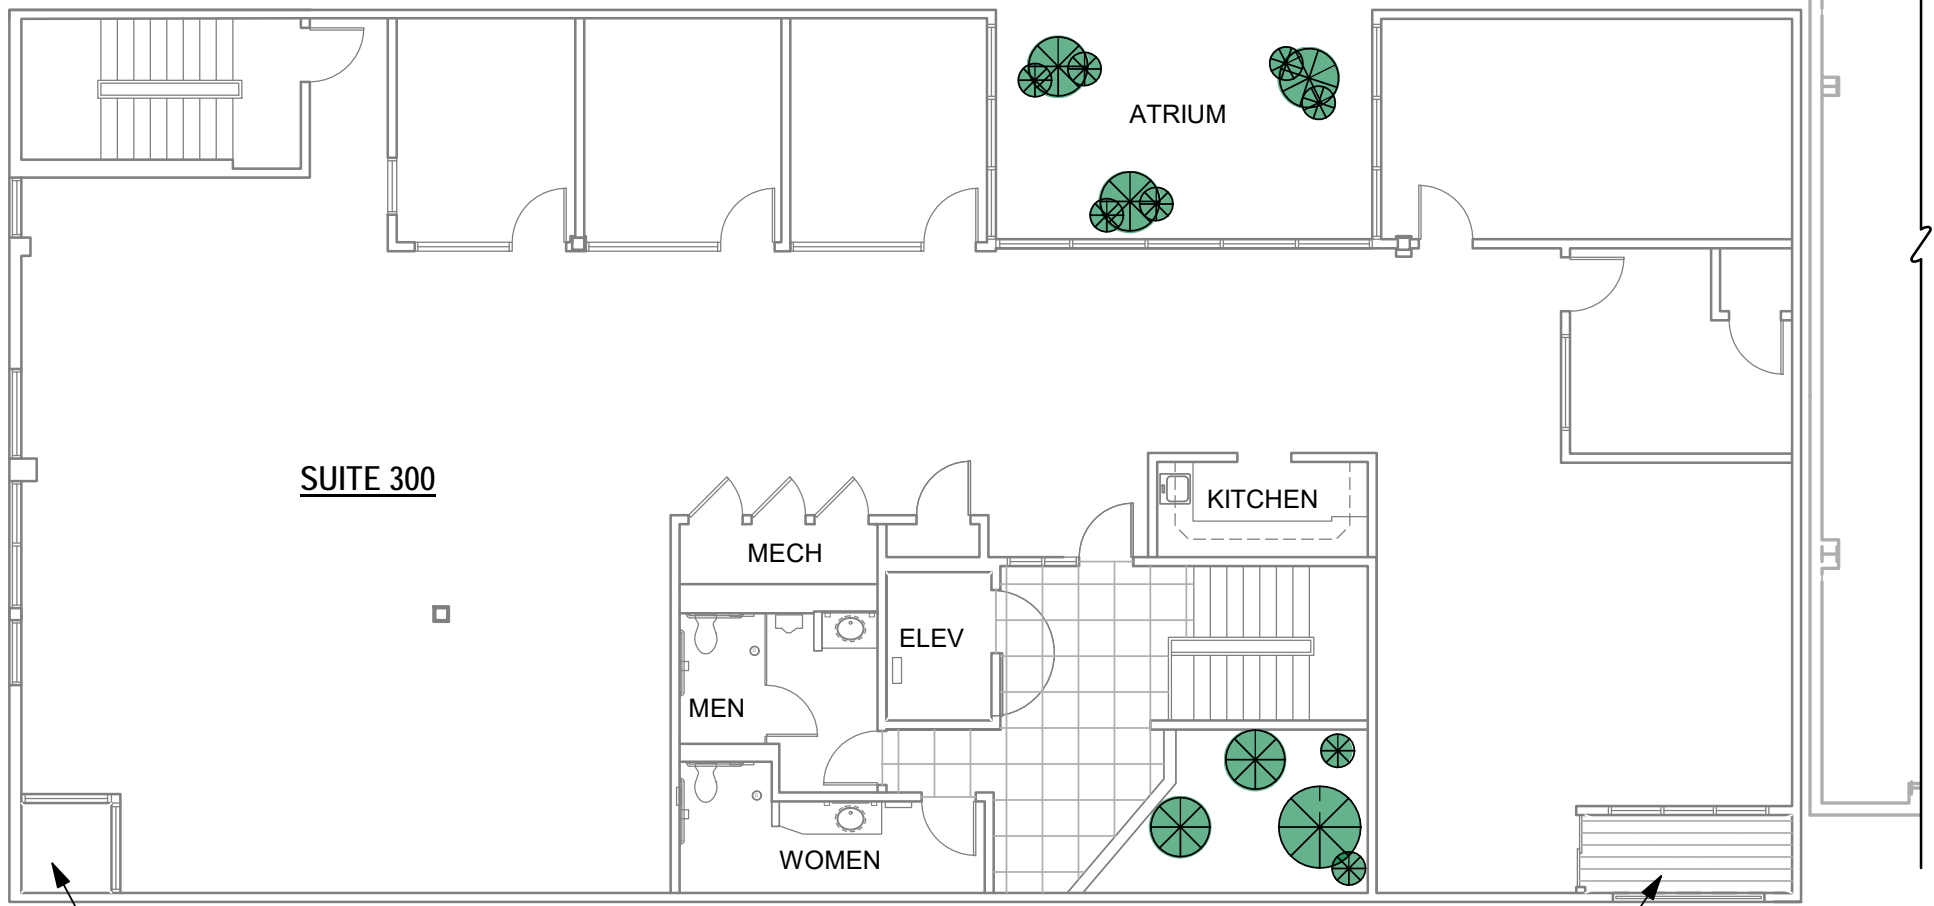 ATRIUM
SUITE 300
KITCHEN
MECH
ELEV
MEN
WOMEN